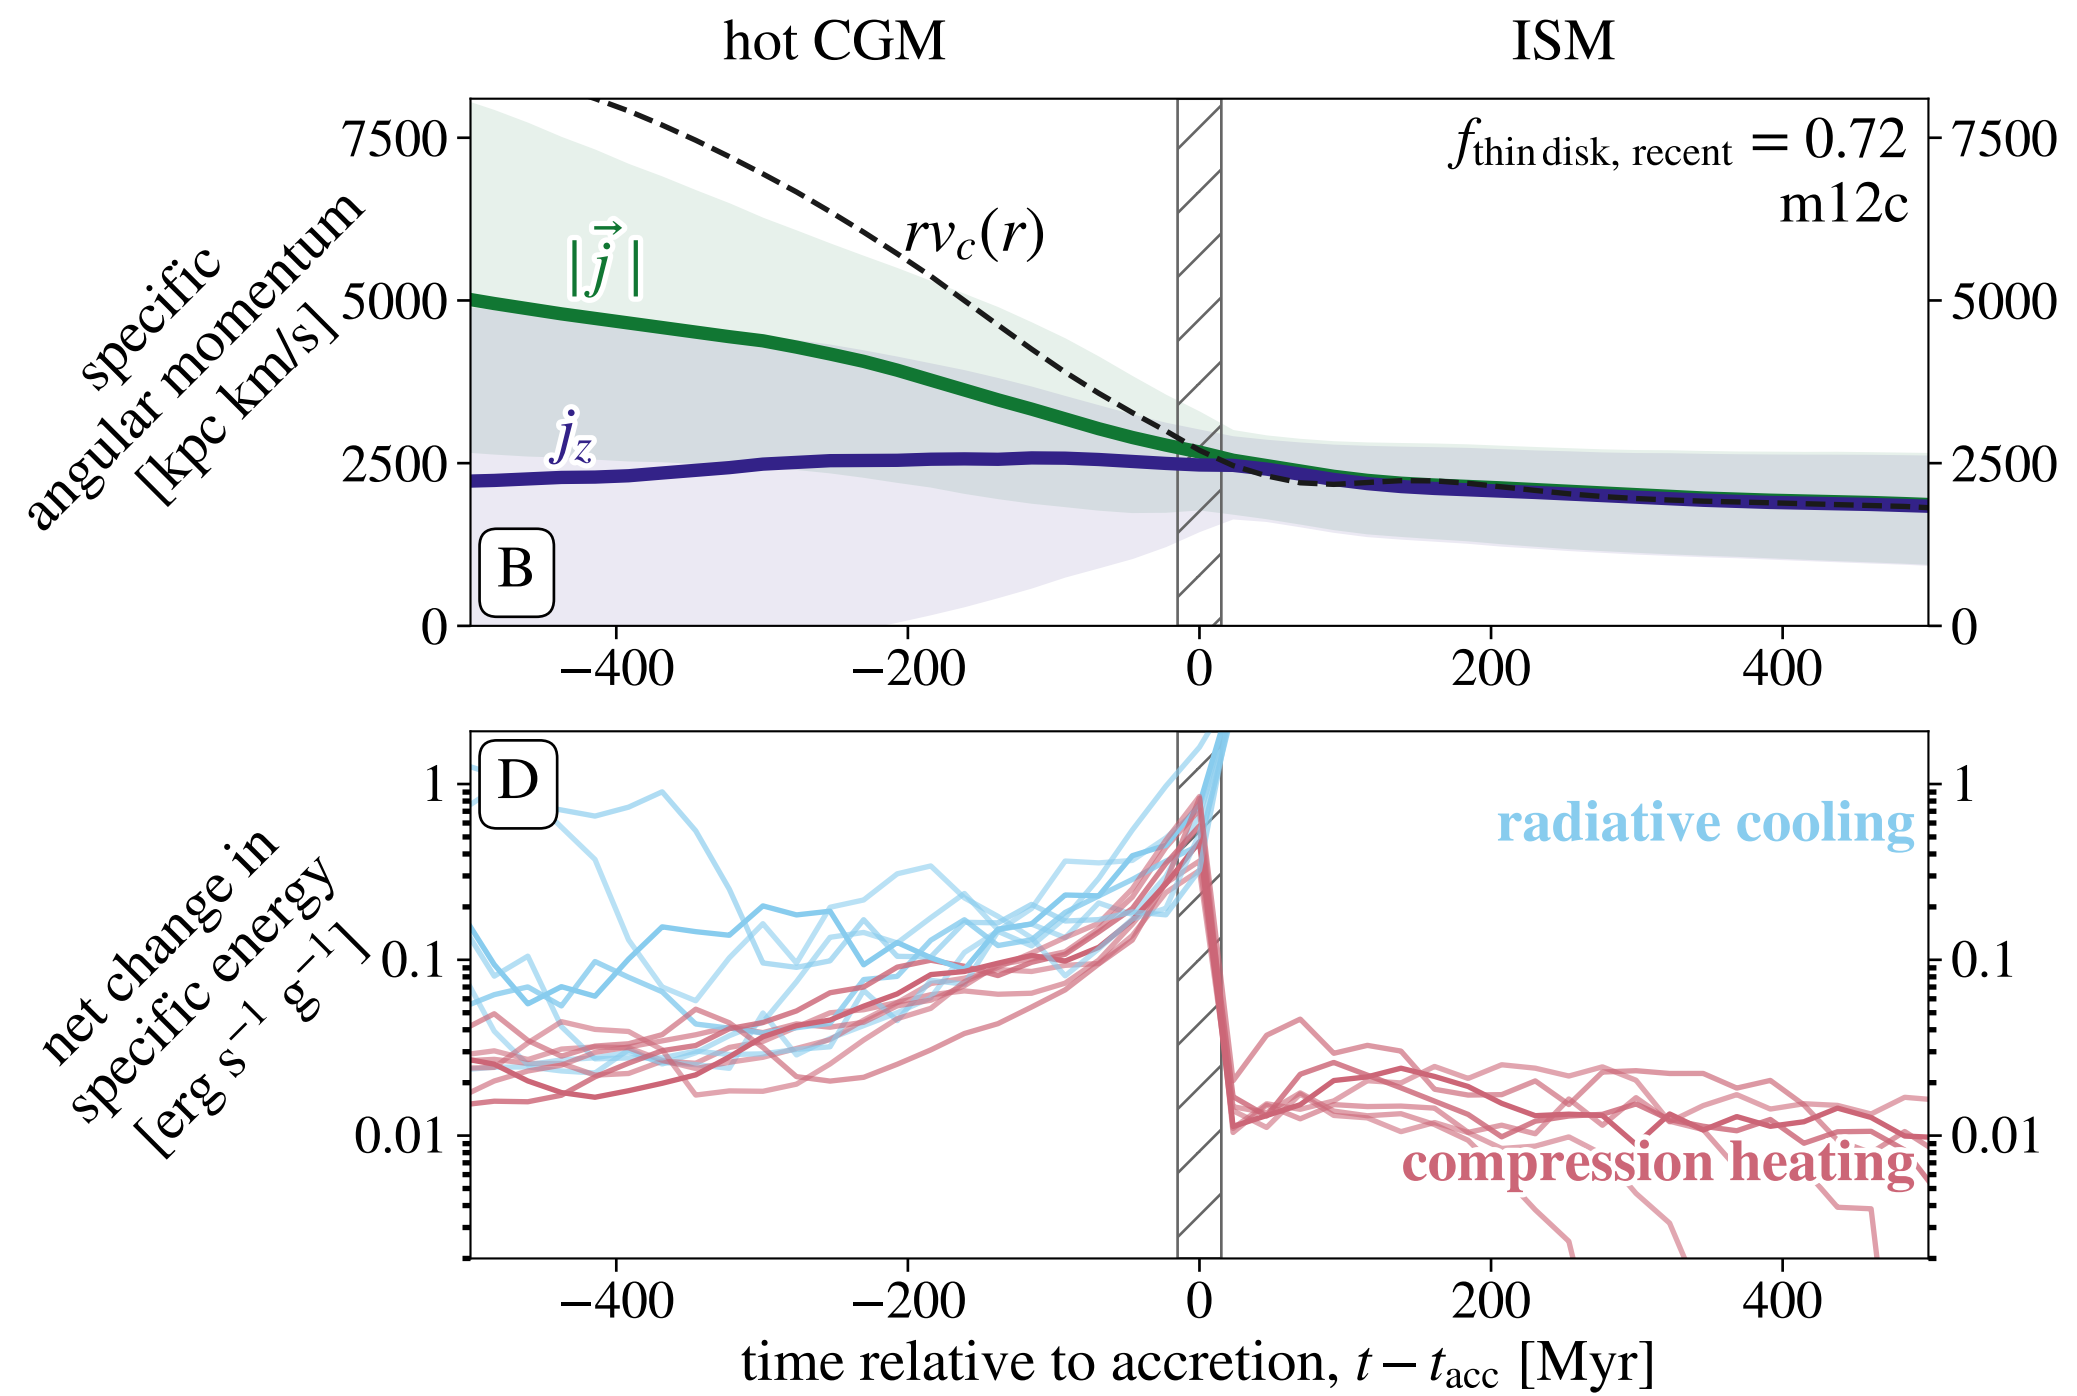 hot CGM
ISM
specific
angular momentum
[kpc km/s]
7500
5000
2500
0
|j⃗|
j_z
rv_c(r)
f_thin disk, recent = 0.72
m12c
B
7500
5000
2500
0
−400
−200
0
200
400
net change in
specific energy
[erg s⁻¹ g⁻¹]
1
0.1
0.01
D
radiative cooling
compression heating
1
0.1
0.01
−400
−200
0
200
400
time relative to accretion, t − t_acc [Myr]